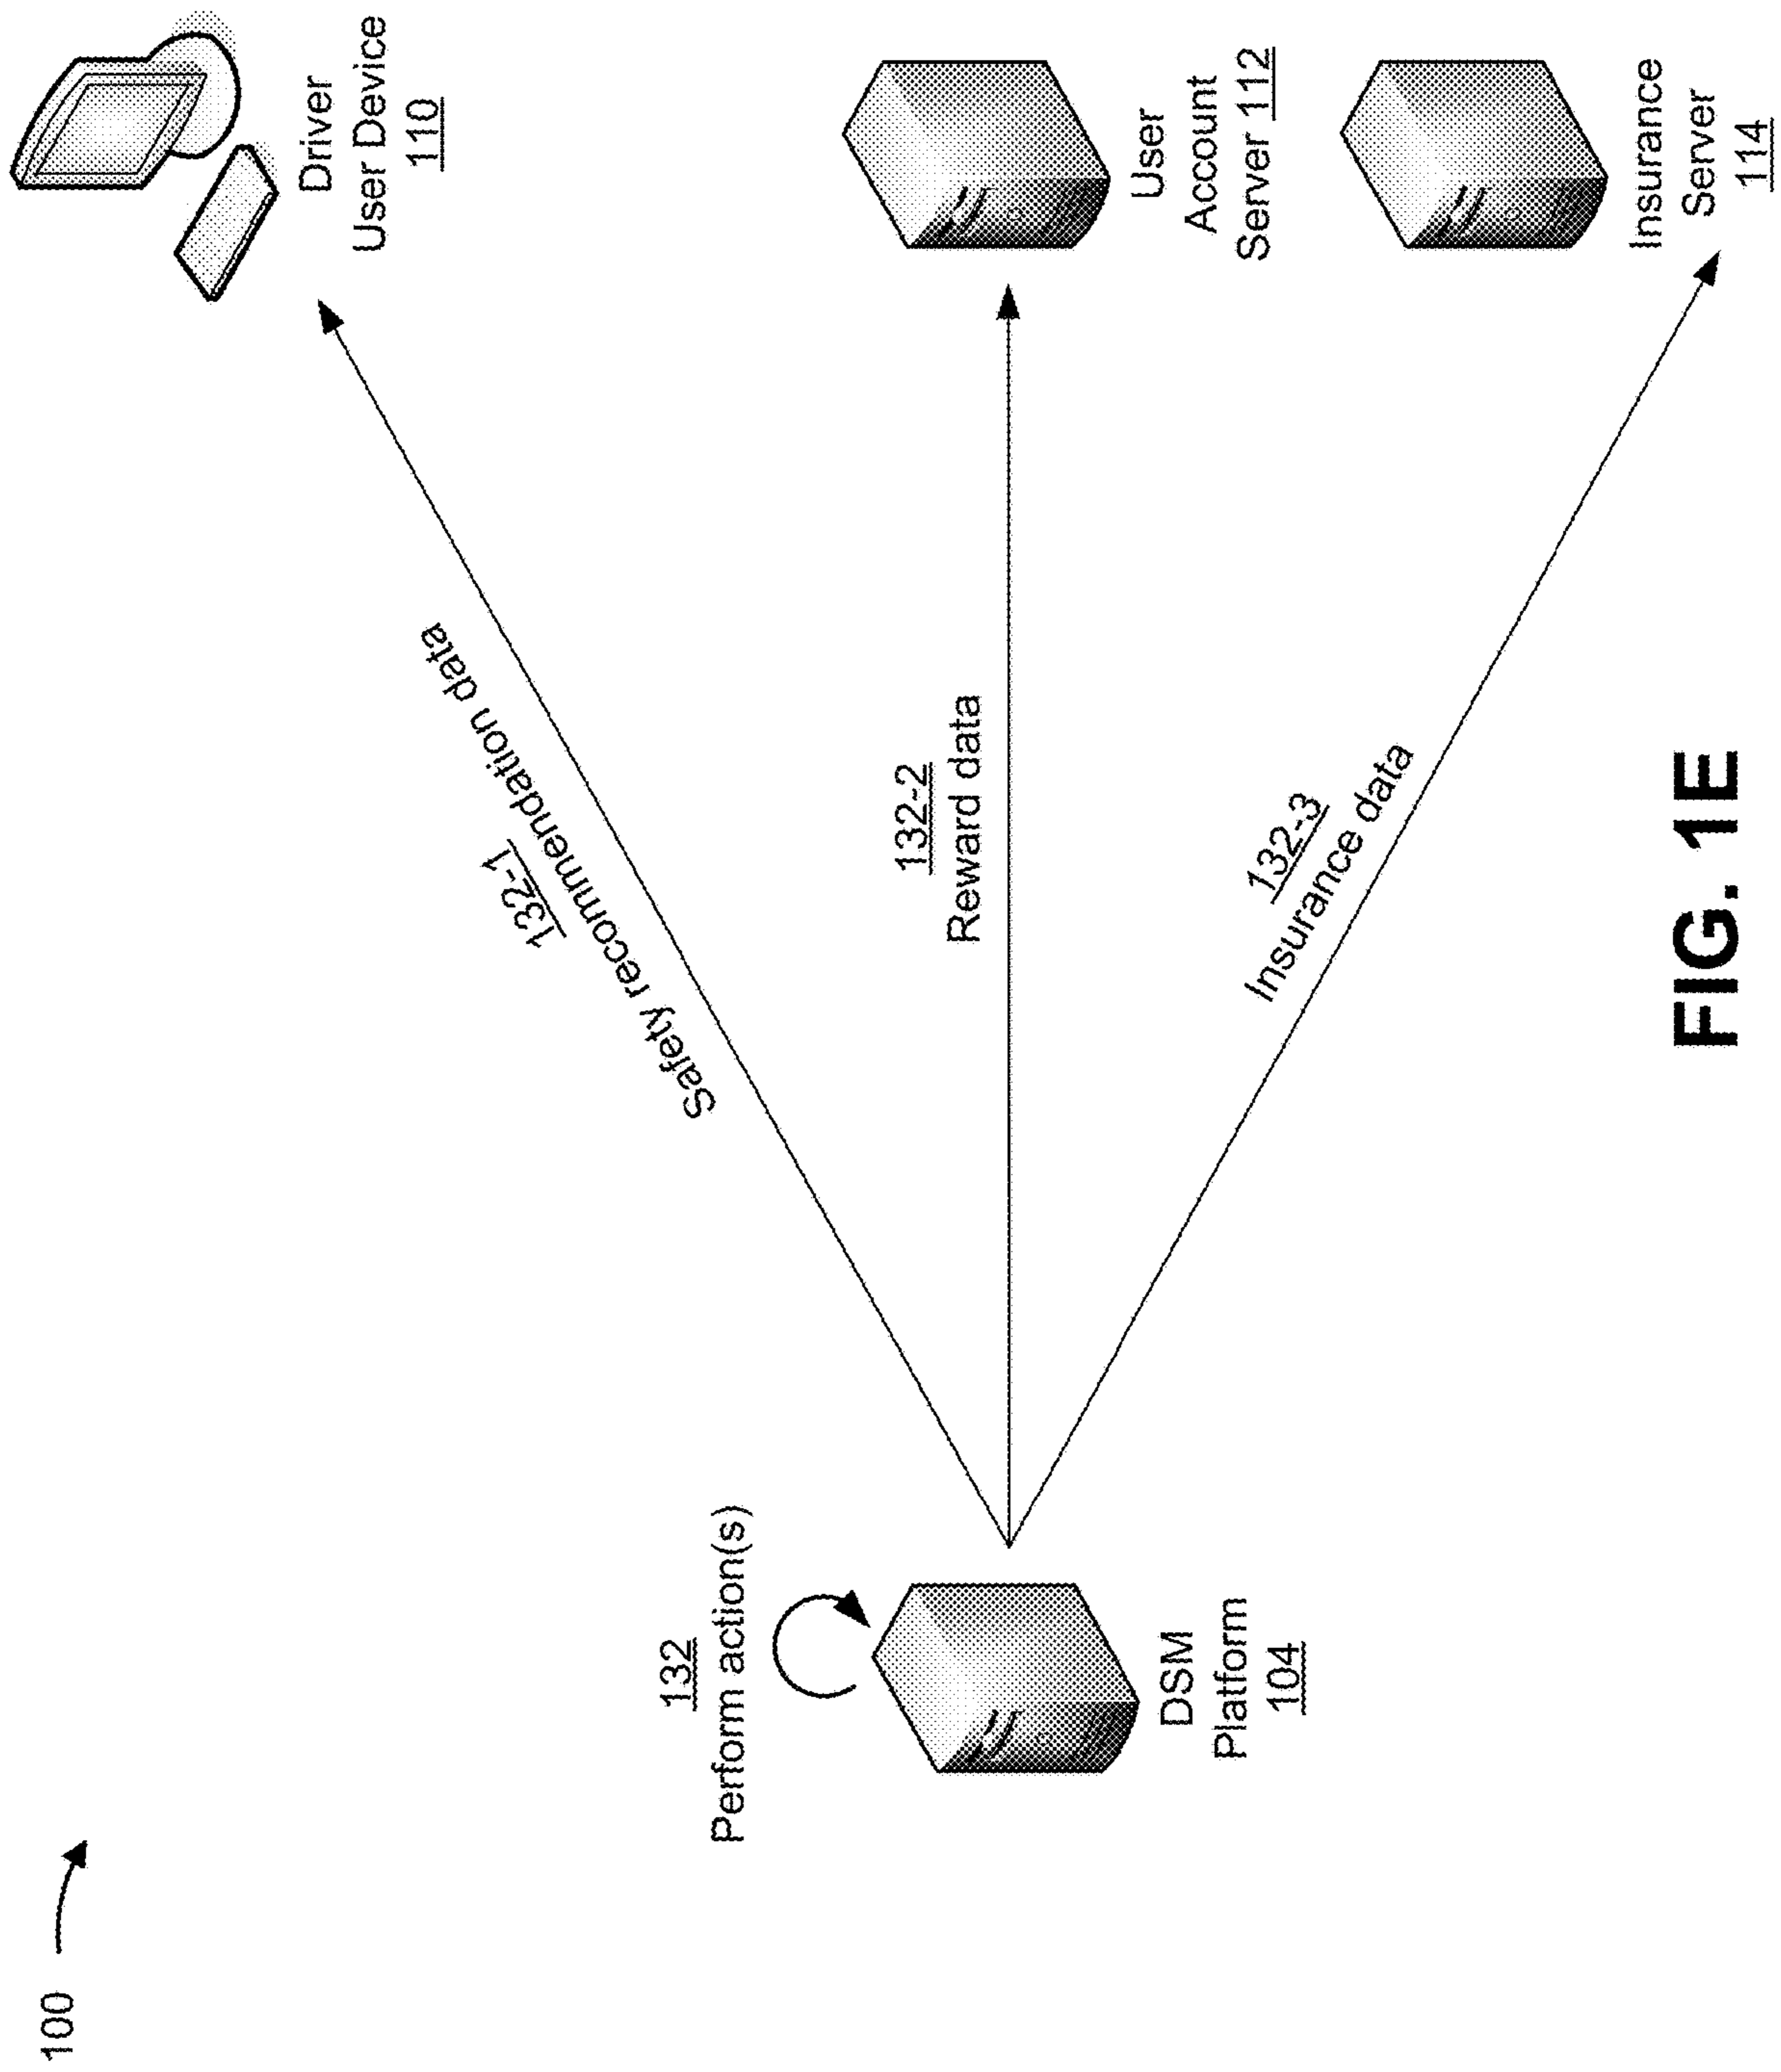 100
132
Perform action(s)
DSM
Platform
104
132-1
Safety recommendation data
132-2
Reward data
132-3
Insurance data
Driver
User Device
110
User
Account
Server 112
Insurance
Server
114
FIG. 1E